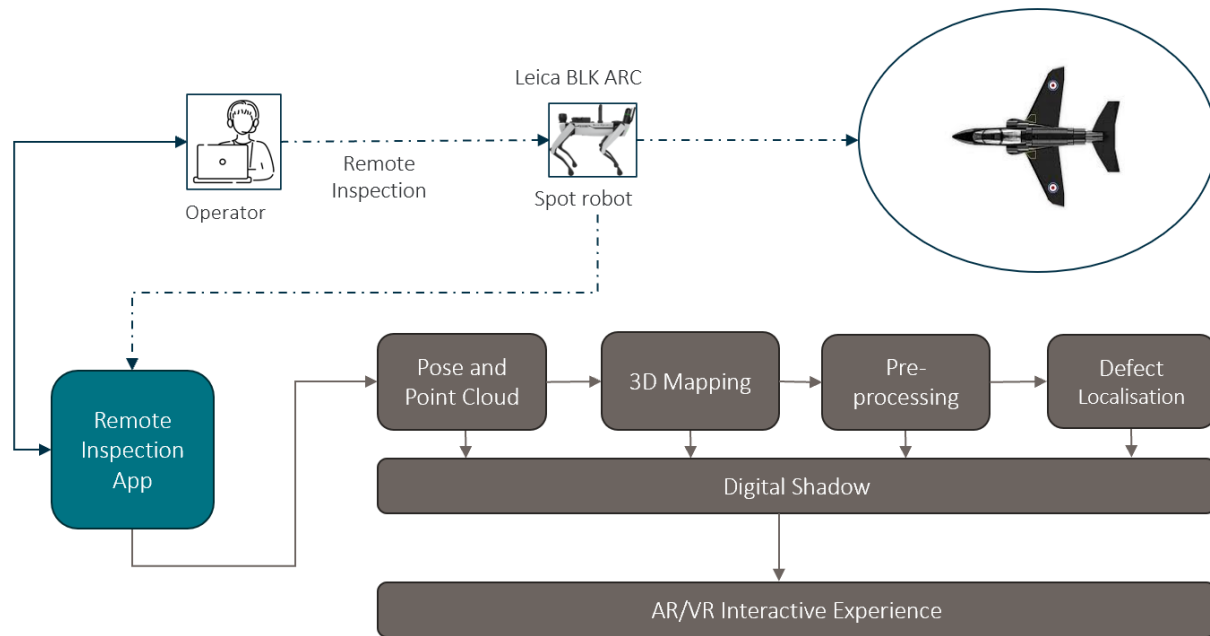 Leica BLK ARC
Remote
Inspection
Operator
Spot robot
Remote
Inspection
App
Pose and
Point Cloud
3D Mapping
Pre-
processing
Defect
Localisation
Digital Shadow
AR/VR Interactive Experience